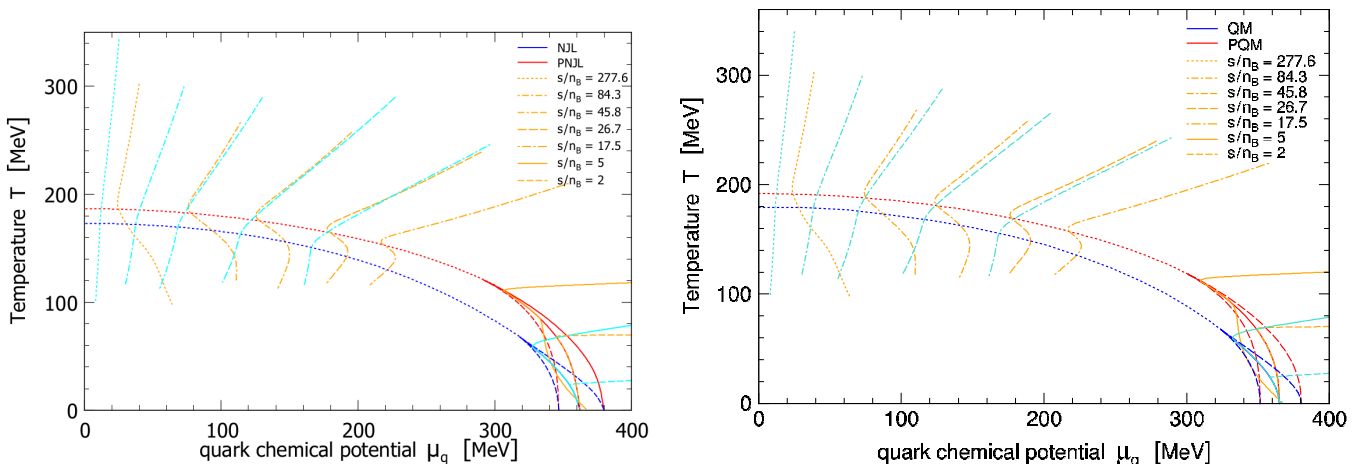 NJL
PNJL
s/n_B = 277.6
s/n_B = 84.3
s/n_B = 45.8
s/n_B = 26.7
s/n_B = 17.5
s/n_B = 5
s/n_B = 2
Temperature T [MeV]
300
200
100
0
0 100 200 300 400
quark chemical potential μ_q [MeV]
QM
PQM
s/n_B = 277.6
s/n_B = 84.3
s/n_B = 45.8
s/n_B = 26.7
s/n_B = 17.5
s/n_B = 5
s/n_B = 2
Temperature T [MeV]
300
200
100
0
0 100 200 300 400
quark chemical potential μ_q [MeV]